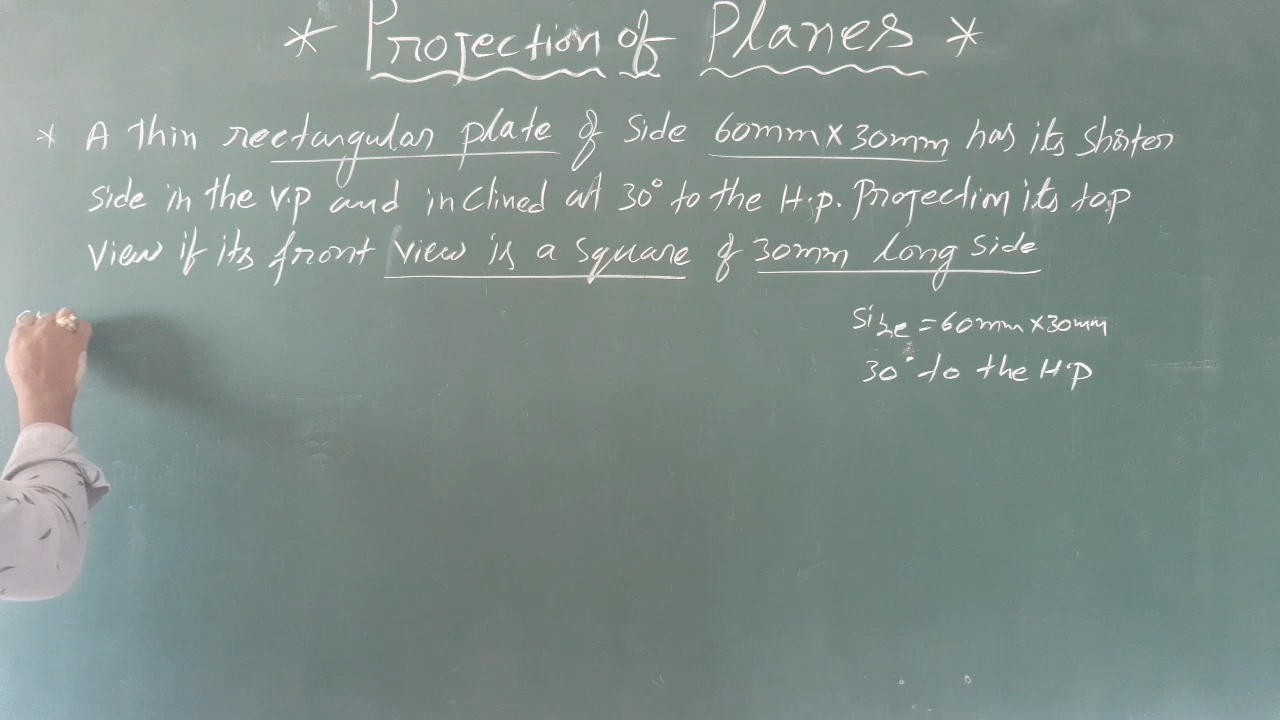 * Projection of Planes *
* A thin rectangular plate of side 60mm x 30mm has its shorter
side in the V.P and inclined at 30° to the H.P. Projection its top
view if its front view is a square of 30mm long side
Size = 60mm x 30mm
30° to the H.P